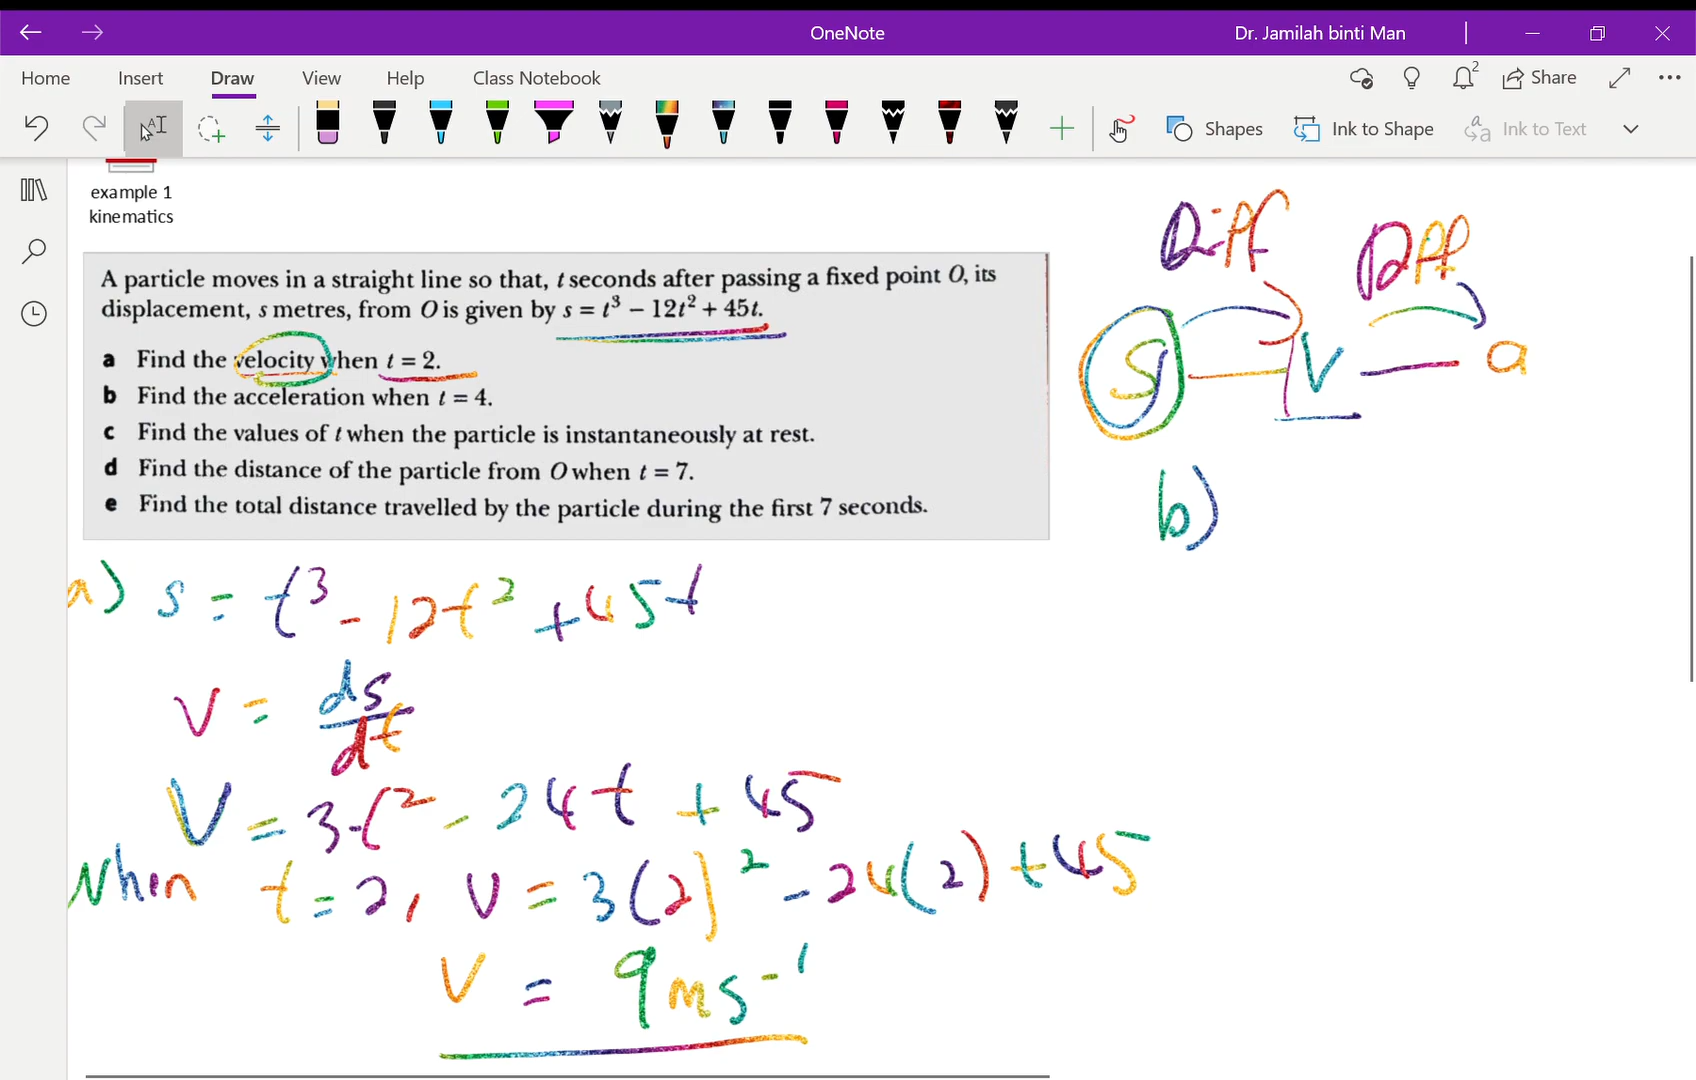 OneNote
Dr. Jamilah binti Man
Home Insert Draw View Help Class Notebook
2 Share
Shapes Ink to Shape Ink to Text
example 1
kinematics
A particle moves in a straight line so that, t seconds after passing a fixed point O, its
displacement, s metres, from O is given by s = t³ − 12t² + 45t.
a Find the velocity when t = 2.
b Find the acceleration when t = 4.
c Find the values of t when the particle is instantaneously at rest.
d Find the distance of the particle from O when t = 7.
e Find the total distance travelled by the particle during the first 7 seconds.
Diff Diff
S — V — a
b)
a) s = t³ - 12t² + 45t
V = ds/dt
V = 3t² - 24t + 45
When t = 2, V = 3(2)² - 24(2) + 45
V = 9ms⁻¹